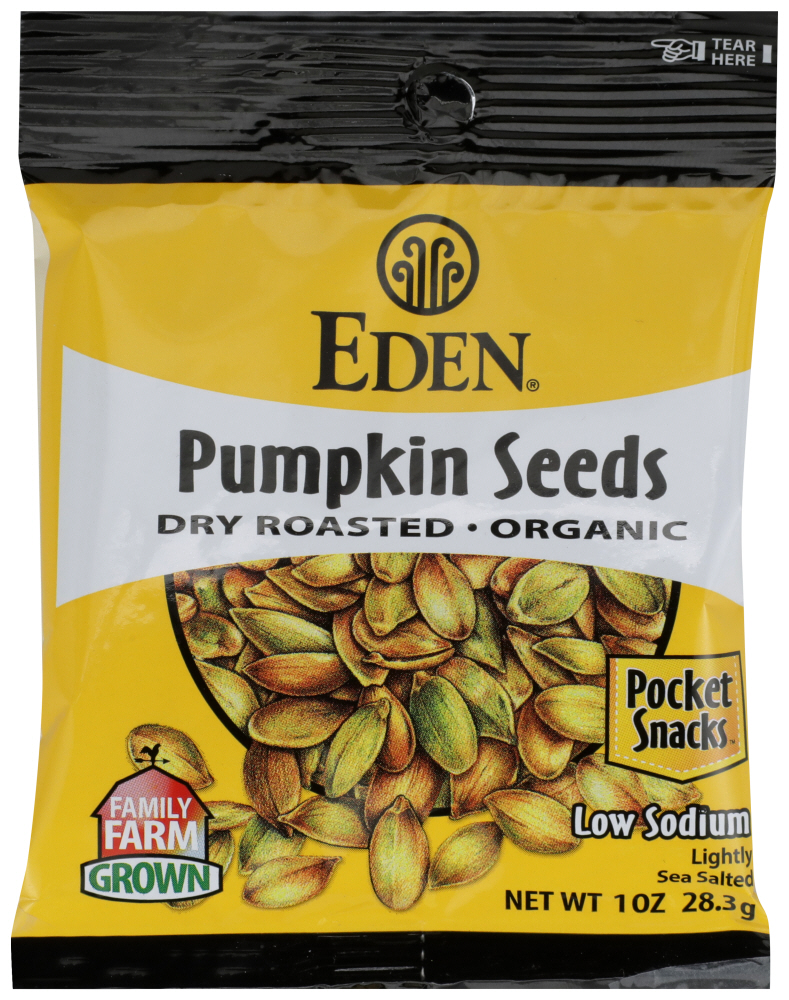 TEAR
HERE
EDEN®
Pumpkin Seeds
DRY ROASTED • ORGANIC
Pocket
Snacks™
FAMILY
FARM
GROWN
Low Sodium
Lightly
Sea Salted
NET WT 1OZ 28.3g